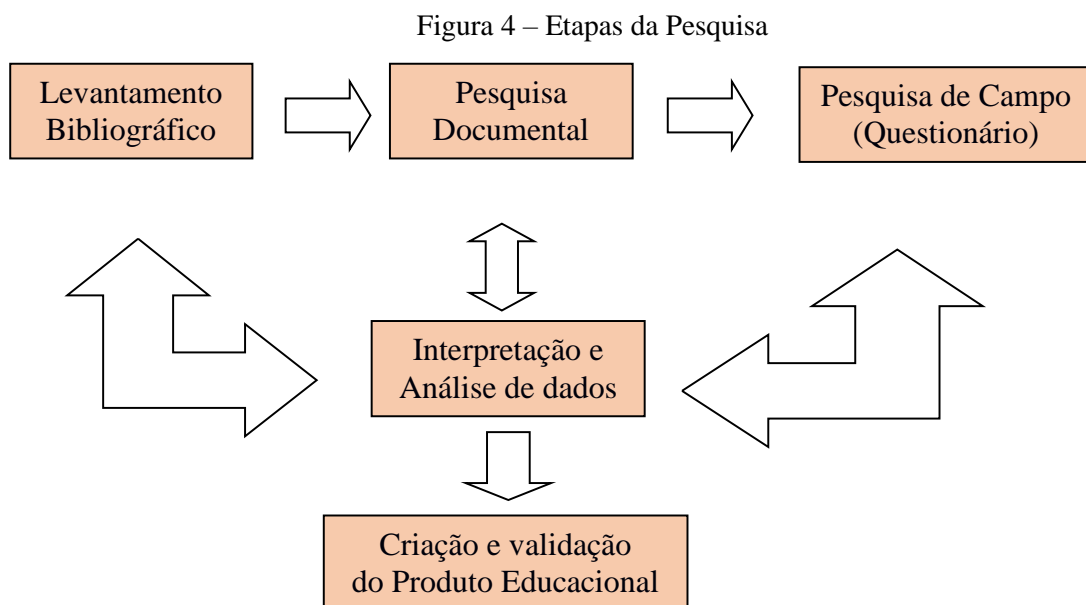 Figura 4 – Etapas da Pesquisa
Levantamento
Bibliográfico
Pesquisa
Documental
Pesquisa de Campo
(Questionário)
Interpretação e
Análise de dados
Criação e validação
do Produto Educacional